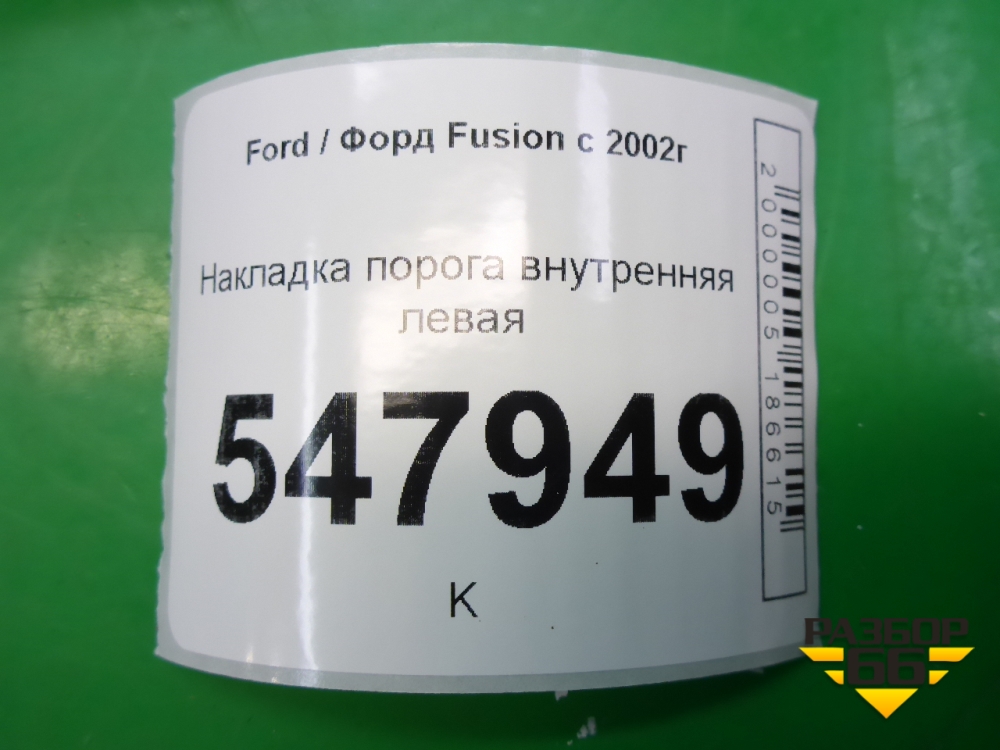 Ford / Форд Fusion с 2002г
Накладка порога внутренняя
левая
547949
К
2000005186615
РАЗБОР
66